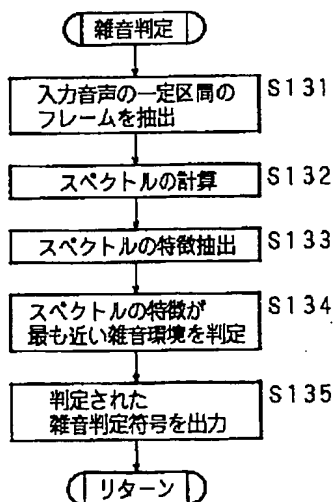 雑音判定
入力音声の一定区間の
フレームを抽出
S131
スペクトルの計算
S132
スペクトルの特徴抽出
S133
スペクトルの特徴が
最も近い雑音環境を判定
S134
判定された
雑音判定符号を出力
S135
リターン